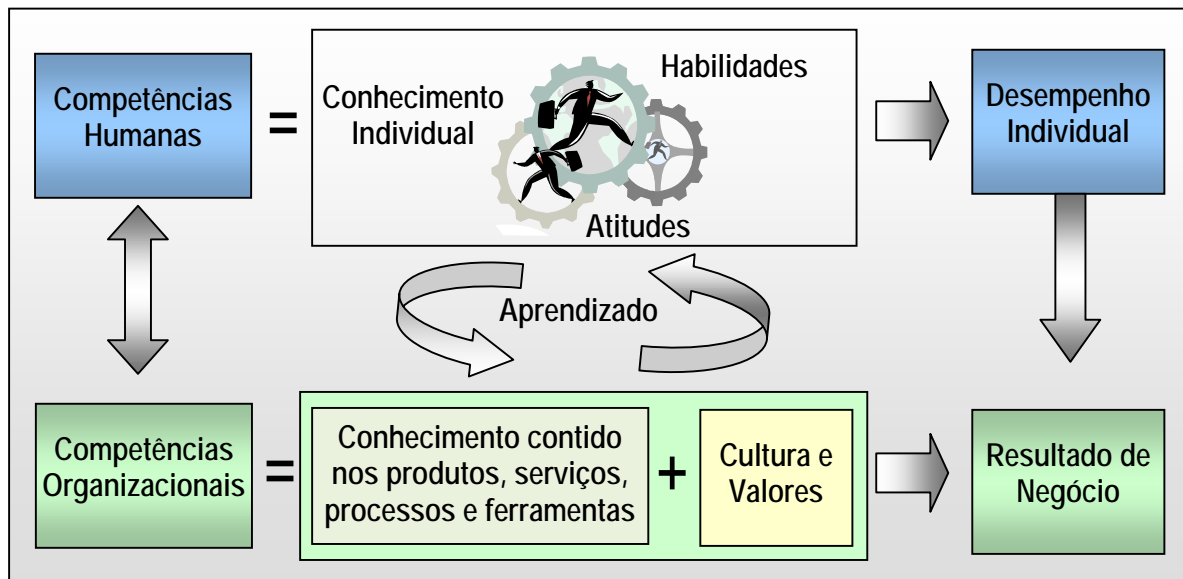 Competências
Humanas
=
Conhecimento
Individual
Habilidades
Atitudes
Desempenho
Individual
Aprendizado
Competências
Organizacionais
=
Conhecimento contido
nos produtos, serviços,
processos e ferramentas
+
Cultura e
Valores
Resultado de
Negócio